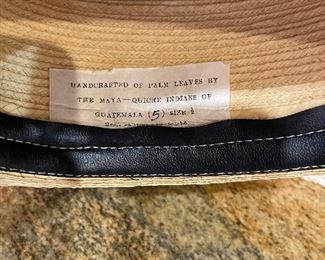 HANDCRAFTED OF PALM LEAVES BY
THE MAYA—QUICHE INDIANS OF
GUATEMALA (5) SIZE